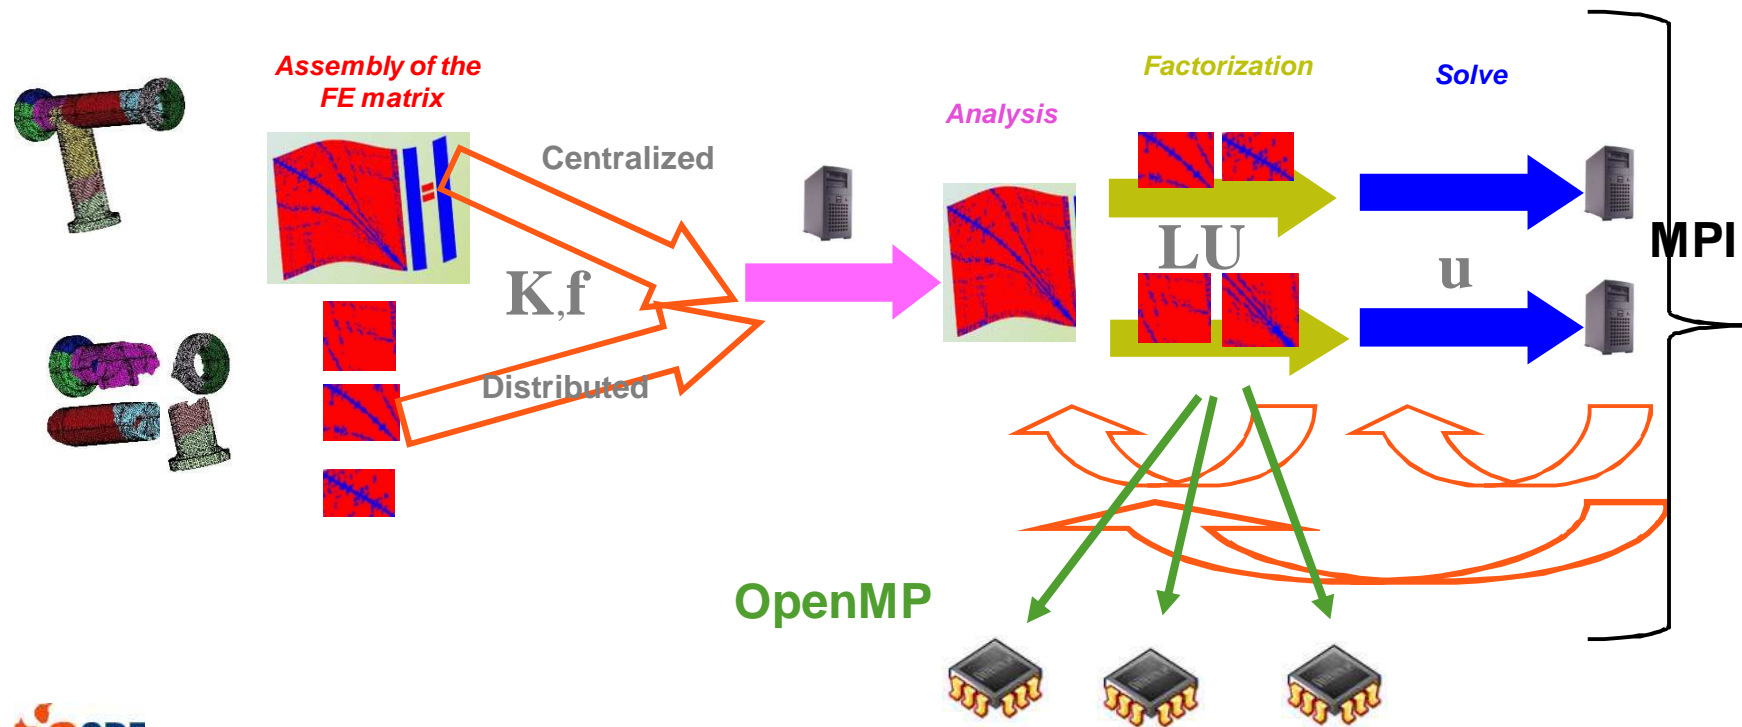 Assembly of the
FE matrix
Centralized
K,f
Distributed
Analysis
Factorization
LU
Solve
u
MPI
OpenMP